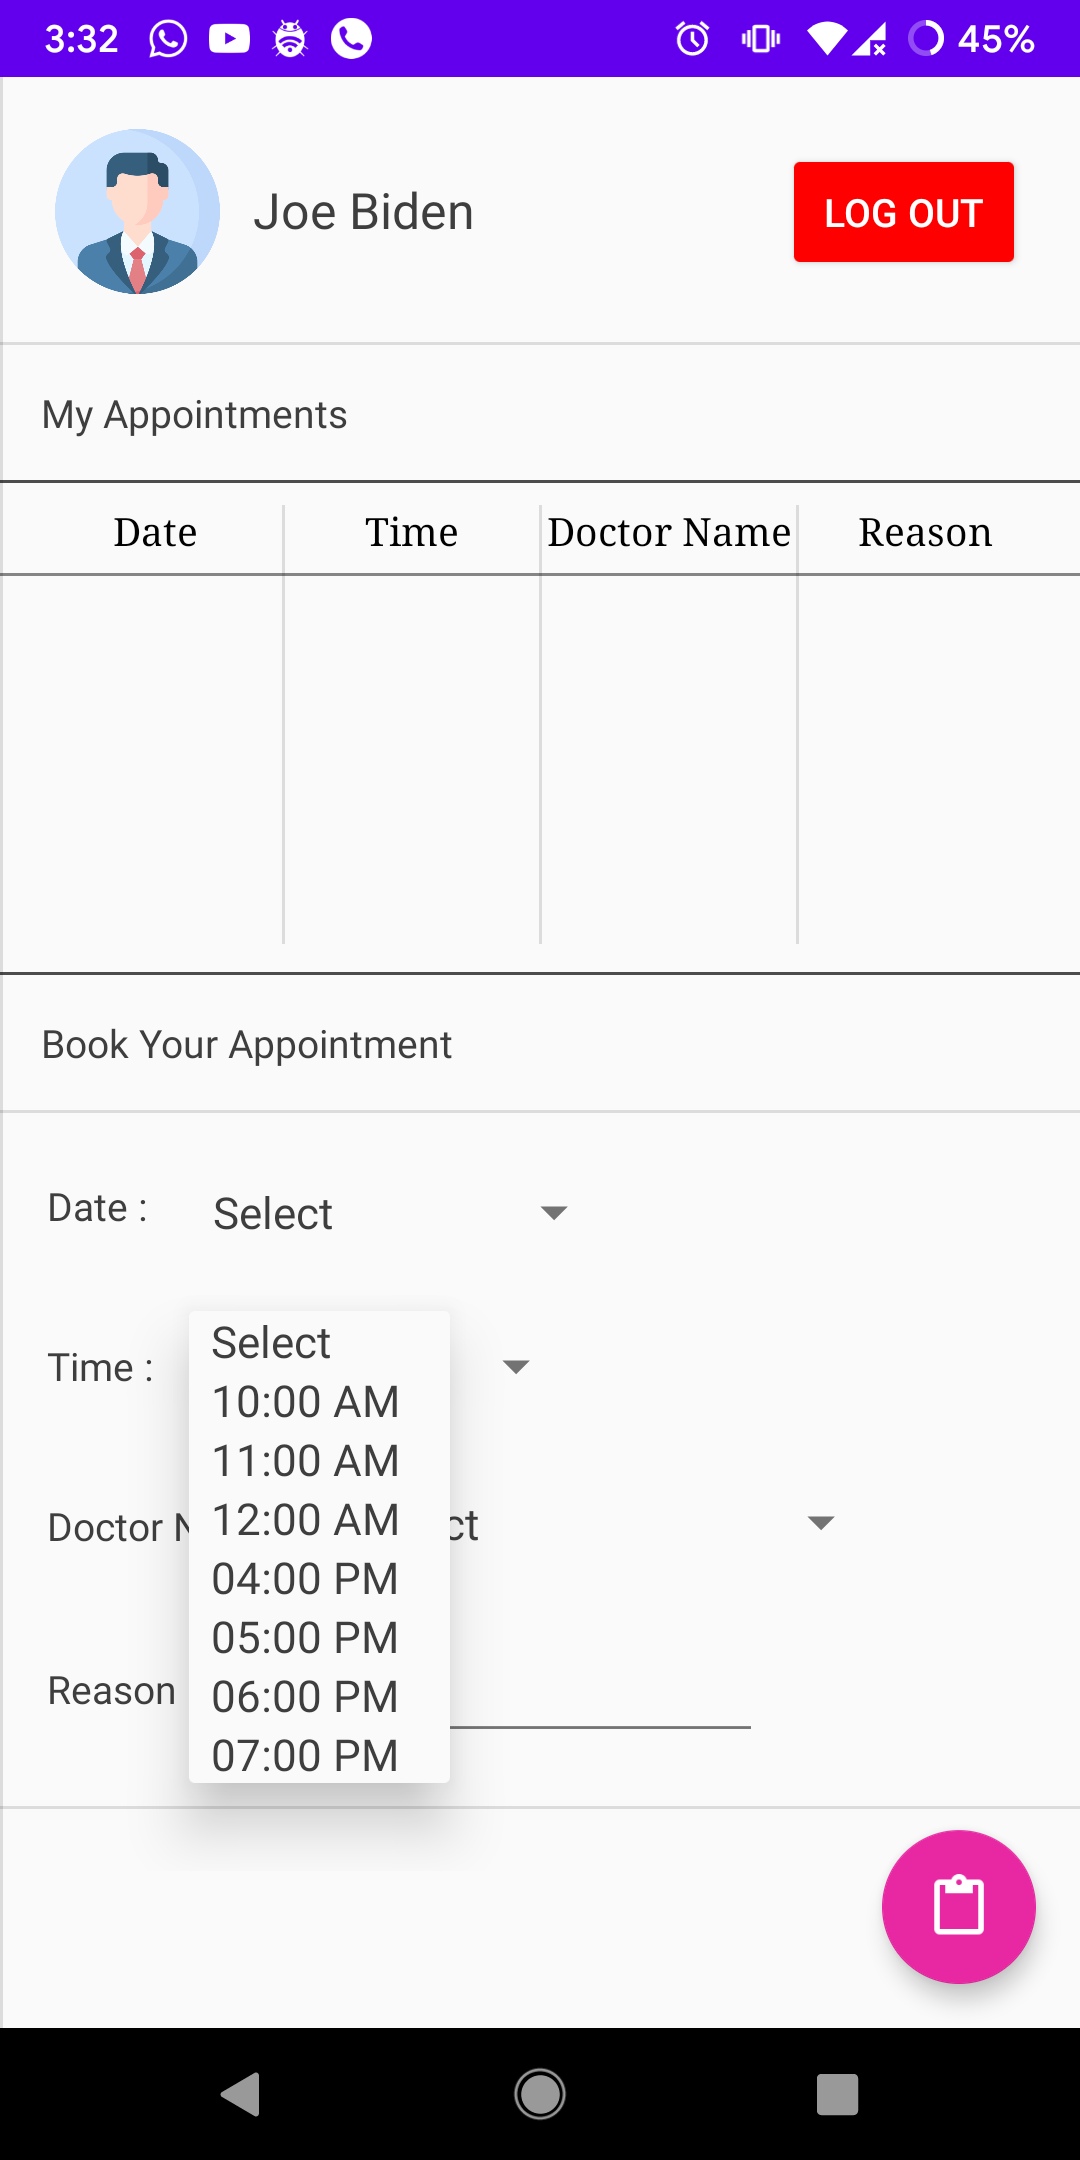 3:32 45%
Joe Biden LOG OUT
My Appointments
Date Time Doctor Name Reason
Book Your Appointment
Date : Select
Time : Select
10:00 AM
11:00 AM
Doctor 12:00 AM
04:00 PM
05:00 PM
Reason 06:00 PM
07:00 PM